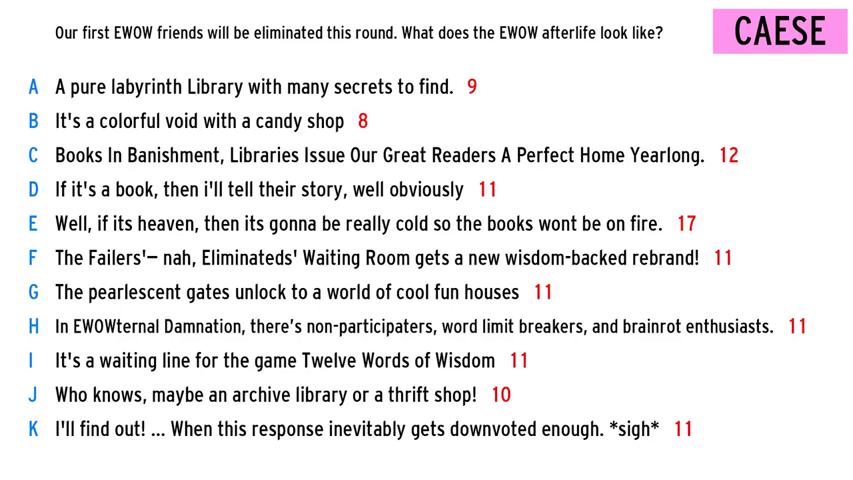 Our first EWOW friends will be eliminated this round. What does the EWOW afterlife look like?
CAESE
A A pure labyrinth Library with many secrets to find. 9
B It's a colorful void with a candy shop 8
C Books In Banishment, Libraries Issue Our Great Readers A Perfect Home Yearlong. 12
D If it's a book, then i'll tell their story, well obviously 11
E Well, if its heaven, then its gonna be really cold so the books wont be on fire. 17
F The Failers'— nah, Eliminateds' Waiting Room gets a new wisdom-backed rebrand! 11
G The pearlescent gates unlock to a world of cool fun houses 11
H In EWOWternal Damnation, there's non-participaters, word limit breakers, and brainrot enthusiasts. 11
I It's a waiting line for the game Twelve Words of Wisdom 11
J Who knows, maybe an archive library or a thrift shop! 10
K I'll find out! ... When this response inevitably gets downvoted enough. *sigh* 11